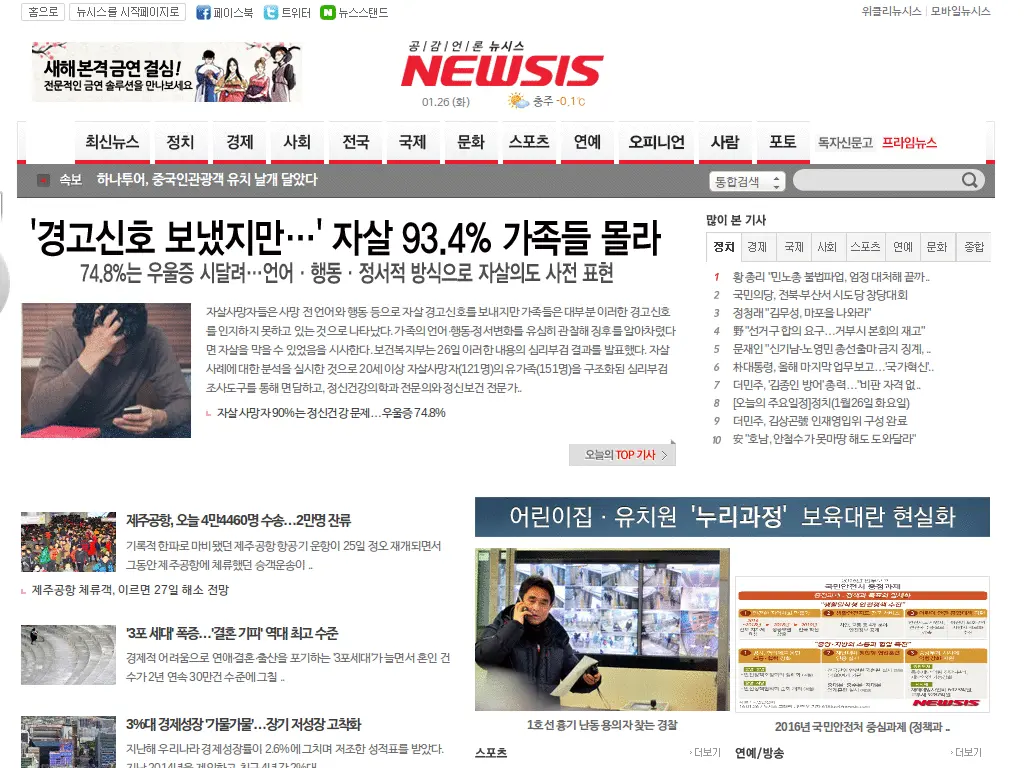 홈으로 뉴시스를 시작페이지로 페이스북 트위터 뉴스스탠드 위클리뉴시스 모바일뉴시스
새해 본격 금연 결심!
전문적인 금연 솔루션을 만나보세요
공|감|언|론 뉴시스
NEWSIS
01.26 (화) 충주 -0.1℃
최신뉴스 정치 경제 사회 전국 국제 문화 스포츠 연예 오피니언 사람 포토 독자신문고 프라임뉴스
속보 하나투어, 중국인관광객 유치 날개 달았다 통합검색
'경고신호 보냈지만…' 자살 93.4% 가족들 몰라
74.8%는 우울증 시달려…언어·행동·정서적 방식으로 자살의도 사전 표현
자살사망자들은 사망 전 언어와 행동 등으로 자살 경고신호를 보내지만 가족들은 대부분 이러한 경고신호
를 인지하지 못하고 있는 것으로 나타났다. 가족의 언어·행동·정서변화를 유심히 관찰해 징후를 알아차렸다
면 자살을 막을 수 있었음을 시사한다. 보건복지부는 26일 이러한 내용의 심리부검 결과를 발표했다. 자살
사례에 대한 분석을 실시한 것으로 20세 이상 자살사망자(121명)의 유가족(151명)을 구조화된 심리부검
조사도구를 통해 면담하고, 정신건강의학과 전문의와 정신보건 전문가..
자살 사망자 90%는 정신건강 문제…우울증 74.8%
오늘의 TOP 기사
많이 본 기사
정치 경제 국제 사회 스포츠 연예 문화 종합
1 황 총리 "민노총 불법파업, 엄정 대처해 끝까..
2 국민의당, 전북·부산서 시도당 창당대회
3 정청래 "김무성, 마포을 나와라"
4 野 "선거구 합의 요구…거부시 본회의 재고"
5 문재인 "신기남·노영민 총선출마 금지 징계, ..
6 朴대통령, 올해 마지막 업무보고…'국가혁신'..
7 더민주, '김종인 방어' 총력…"비판 자격 없..
8 [오늘의 주요일정]정치(1월26일 화요일)
9 더민주, 김상곤號 인재영입위 구성 완료
10 安 "호남, 안철수가 못마땅 해도 도와달라"
제주공항, 오늘 4만4460명 수송…2만명 잔류
기록적 한파로 마비됐던 제주공항 항공기 운항이 25일 정오 재개되면서
그동안 제주공항에 체류했던 승객운송이 ..
제주공항 체류객, 이르면 27일 해소 전망
'3포 세대' 폭증…'결혼 기피' 역대 최고 수준
경제적 어려움으로 연애·결혼·출산을 포기하는 '3포세대'가 늘면서 혼인 건
수가 2년 연속 30만건 수준에 그칠 ..
3%대 경제성장 '가물가물'…장기 저성장 고착화
지난해 우리나라 경제성장률이 2.6%에 그치며 저조한 성적표를 받았다.
어린이집·유치원 '누리과정' 보육대란 현실화
국민안전처 중점과제
NEWSIS
1호선 흉기 난동 용의자 찾는 경찰
2016년 국민안전처 중심과제 (정책과 ..
스포츠 더보기 연예/방송 더보기